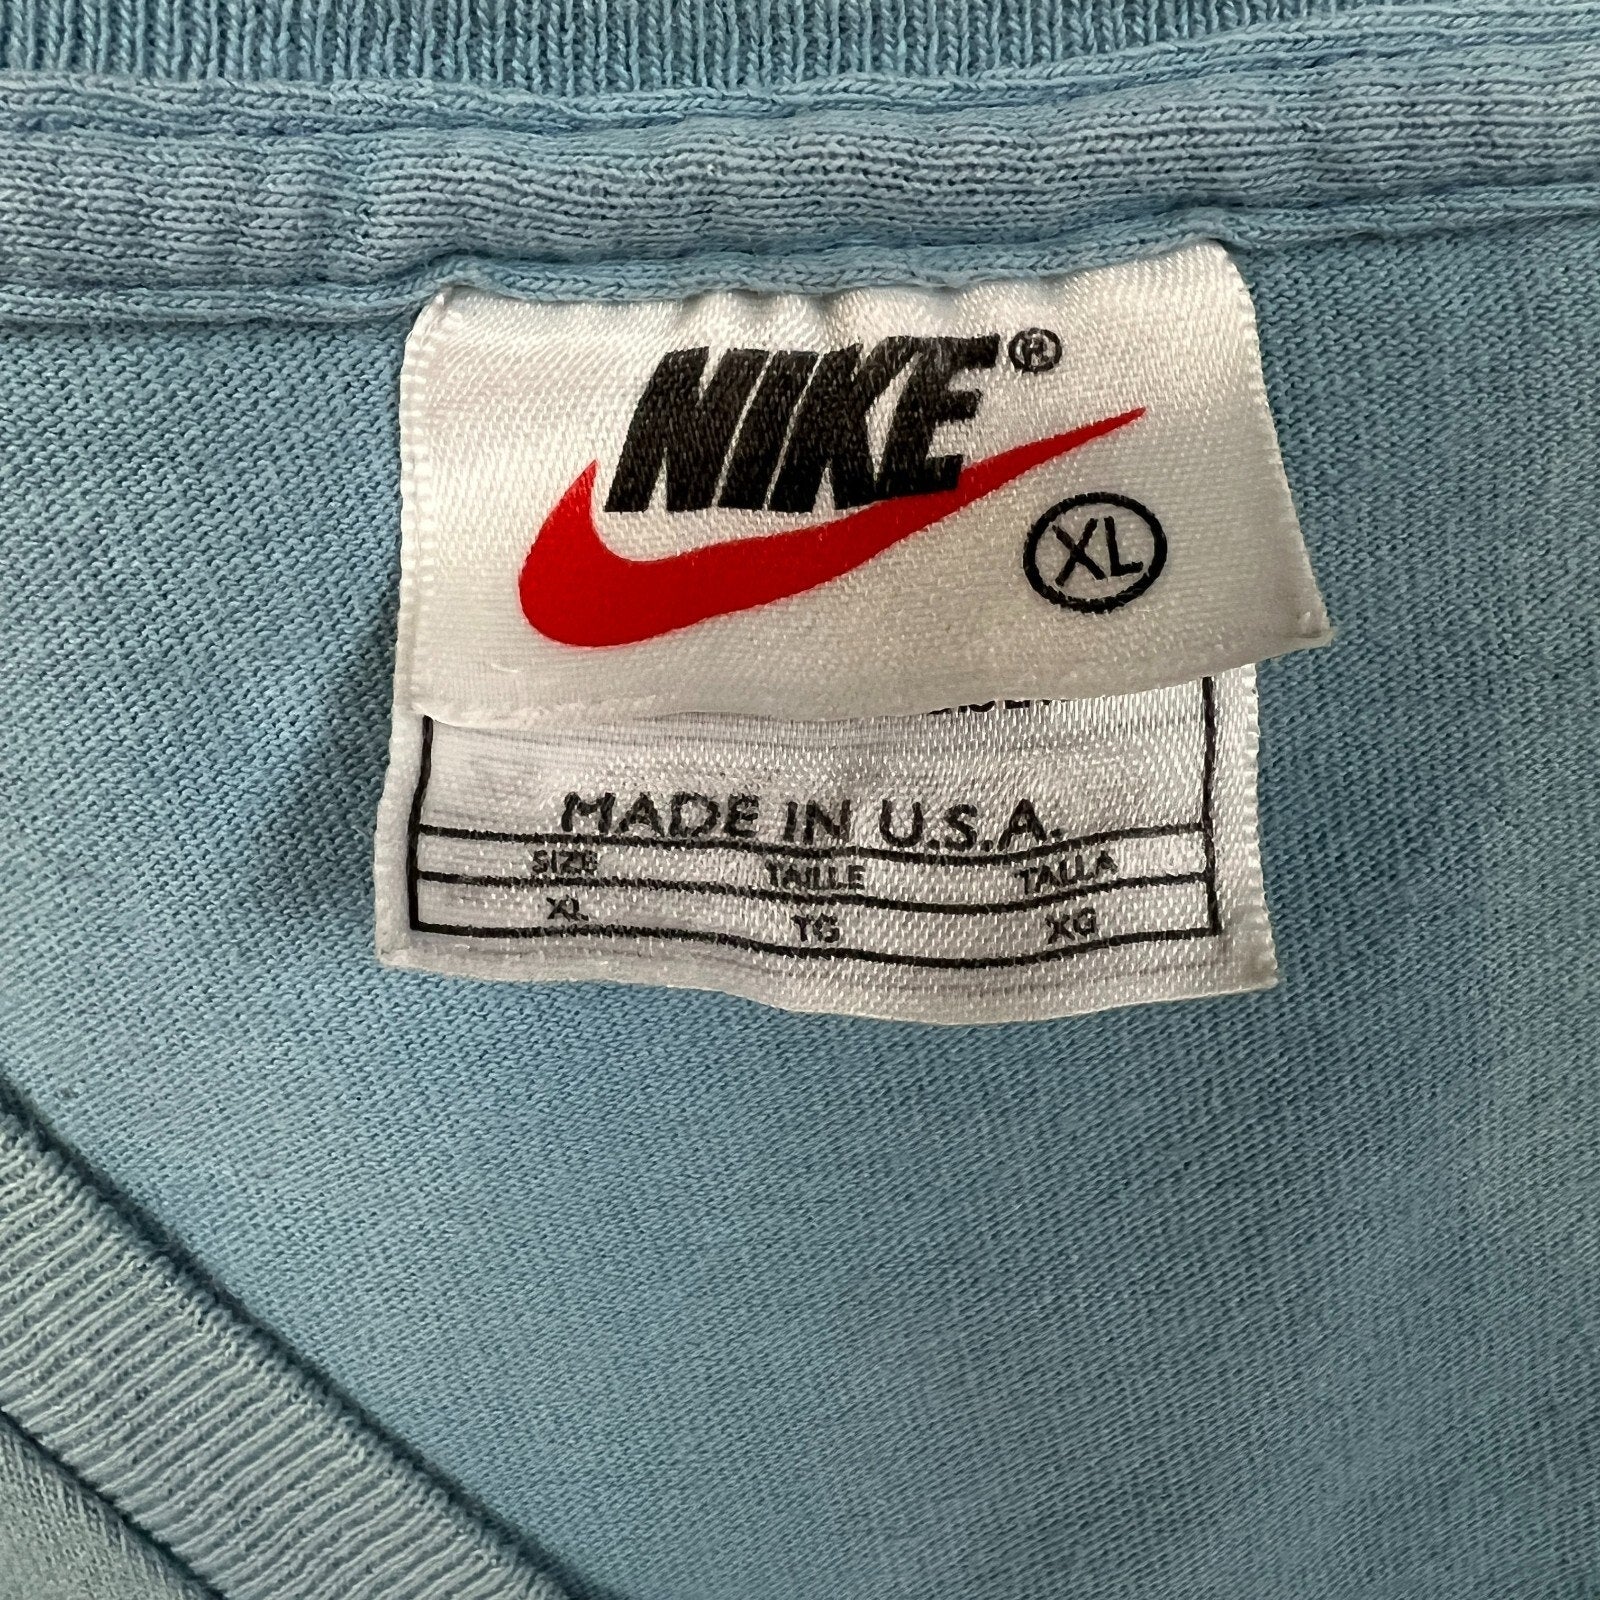 NIKE®
XL
MADE IN U.S.A.
SIZE TAILLE TALLA
XL TG XG